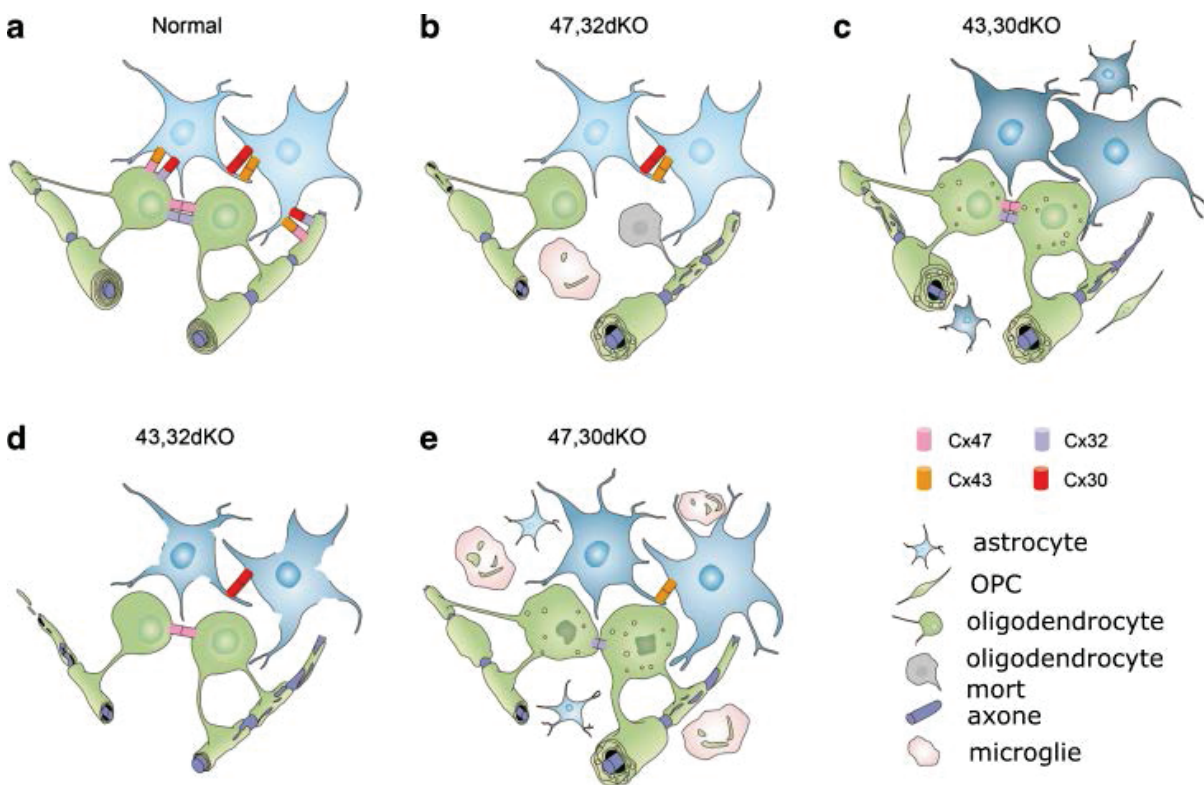 a
Normal
b
47,32dKO
c
43,30dKO
d
43,32dKO
e
47,30dKO
Cx47
Cx32
Cx43
Cx30
astrocyte
OPC
oligodendrocyte
oligodendrocyte
mort
axone
microglie